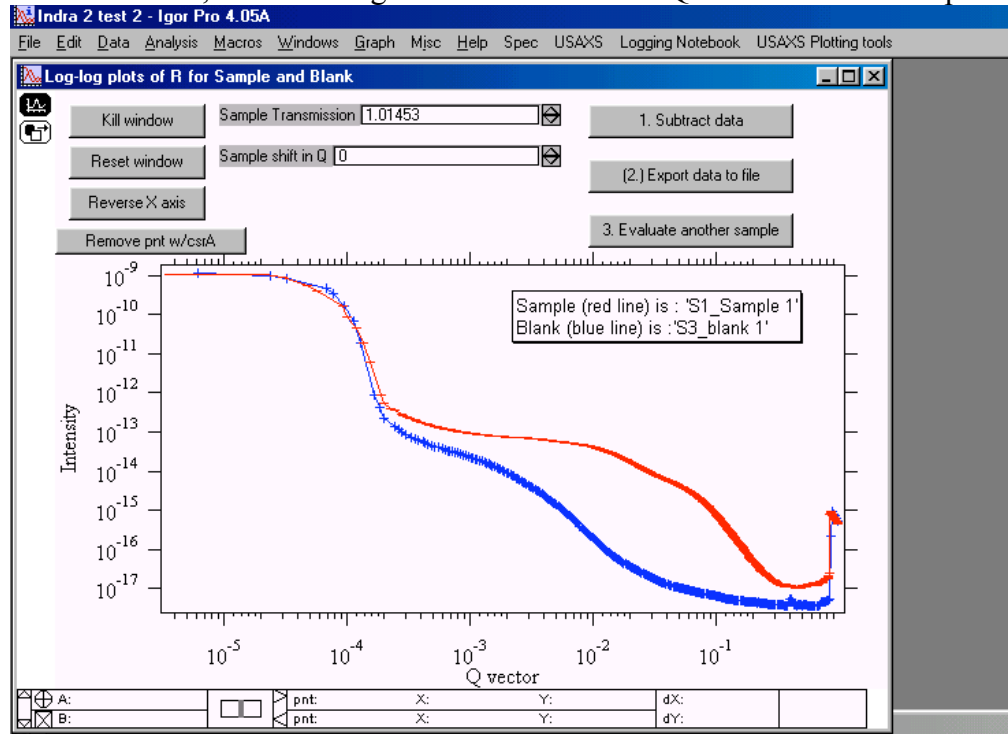 Indra 2 test 2 - Igor Pro 4.05A
File Edit Data Analysis Macros Windows Graph Misc Help Spec USAXS Logging Notebook USAXS Plotting tools
Log-log plots of R for Sample and Blank
Kill window
Sample Transmission 1.01453
1. Subtract data
Reset window
Sample shift in Q 0
(2.) Export data to file
Reverse X axis
Remove pnt w/csrA
3. Evaluate another sample
Sample (red line) is : 'S1_Sample 1'
Blank (blue line) is :'S3_blank 1'
10^-9
10^-10
10^-11
10^-12
10^-13
10^-14
10^-15
10^-16
10^-17
Intensity
10^-5 10^-4 10^-3 10^-2 10^-1
Q vector
A: pnt: X: Y: dX:
B: pnt: X: Y: dY: